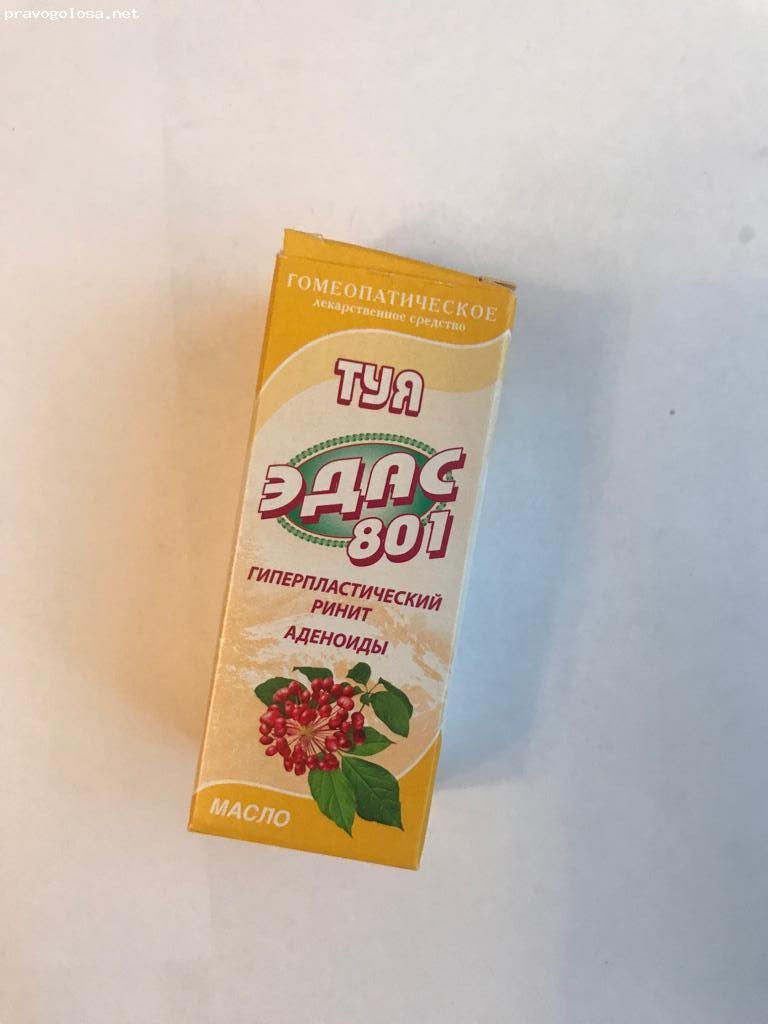 pravogolosa.net
ГОМЕОПАТИЧЕСКОЕ
лекарственное средство
ТУЯ
ЭДАС
801
ГИПЕРПЛАСТИЧЕСКИЙ
РИНИТ
АДЕНОИДЫ
МАСЛО